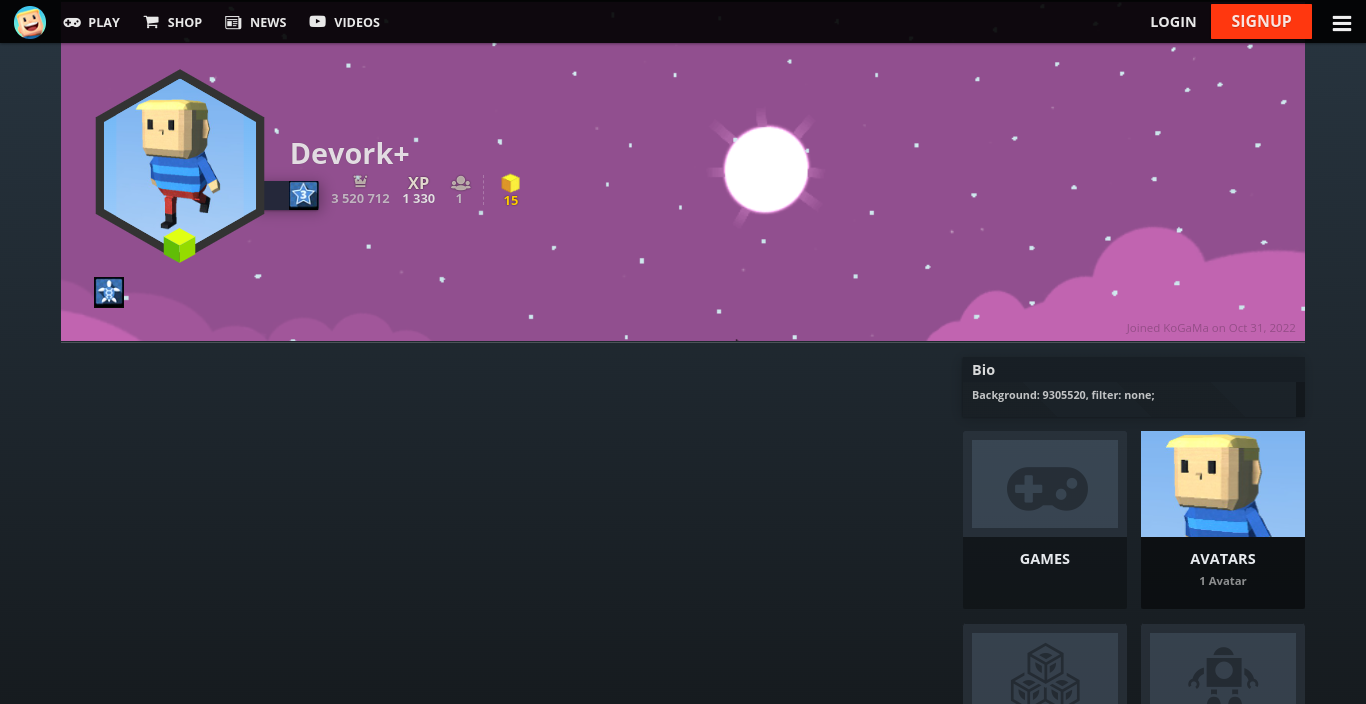 PLAY SHOP NEWS VIDEOS LOGIN SIGNUP
Devork+
3
3 520 712
XP
1 330
1
15
Joined KoGaMa on Oct 31, 2022
Bio
Background: 9305520, filter: none;
GAMES
AVATARS
1 Avatar